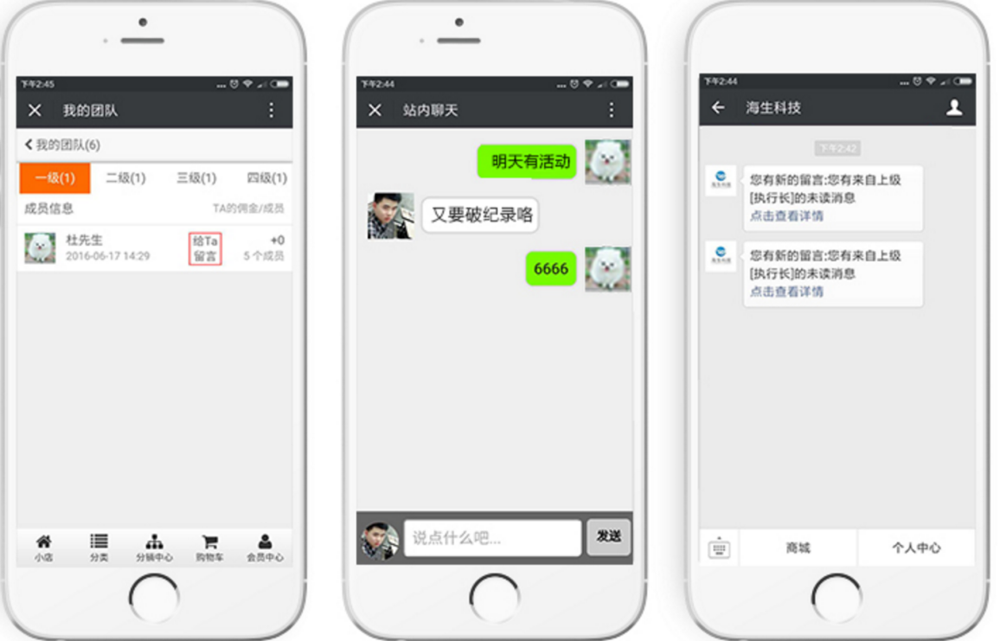 下午2:45
我的团队
我的团队(6)
一级(1)
二级(1)
三级(1)
四级(1)
成员信息
TA的佣金/成员
杜先生
2016-06-17 14:29
给Ta
留言
+0
5个成员
小店
分类
分销中心
购物车
会员中心
下午2:44
站内聊天
明天有活动
又要破纪录咯
6666
说点什么吧...
发送
下午2:44
海生科技
下午2:42
您有新的留言:您有来自上级
[执行长]的未读消息
点击查看详情
您有新的留言:您有来自上级
[执行长]的未读消息
点击查看详情
商城
个人中心